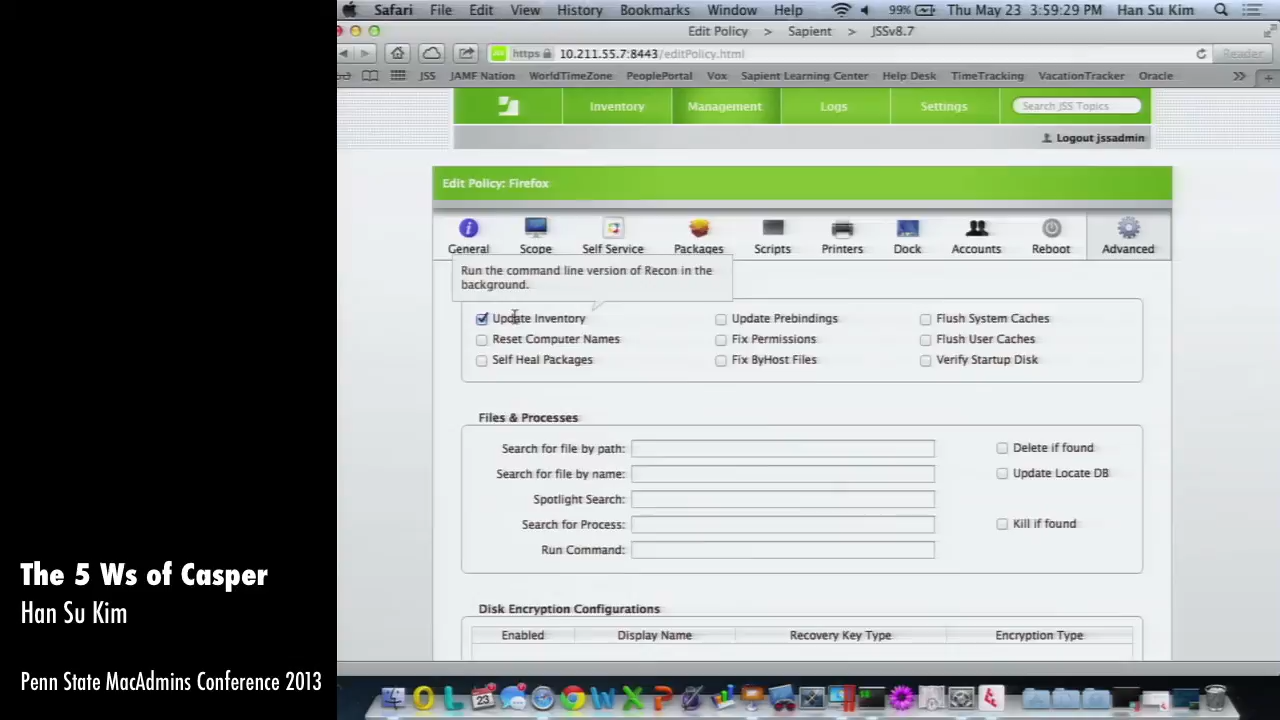 Safari File Edit View History Bookmarks Window Help 99% Thu May 23 3:59:29 PM Han Su Kim
Edit Policy > Sapient > JSSv8.7
https 10.211.55.7:8443/editPolicy.html Reader
JSS JAMF Nation WorldTimeZone PeoplePortal Vox Sapient Learning Center Help Desk TimeTracking VacationTracker Oracle >> +
Inventory Management Logs Settings Search JSS Topics
Logout jssadmin
Edit Policy: Firefox
General Scope Self Service Packages Scripts Printers Dock Accounts Reboot Advanced
Run the command line version of Recon in the
background.
Update Inventory Update Prebindings Flush System Caches
Reset Computer Names Fix Permissions Flush User Caches
Self Heal Packages Fix ByHost Files Verify Startup Disk
Files & Processes
Search for file by path: Delete if found
Search for file by name: Update Locate DB
Spotlight Search:
Search for Process: Kill if found
Run Command:
Disk Encryption Configurations
Enabled Display Name Recovery Key Type Encryption Type
The 5 Ws of Casper
Han Su Kim
Penn State MacAdmins Conference 2013